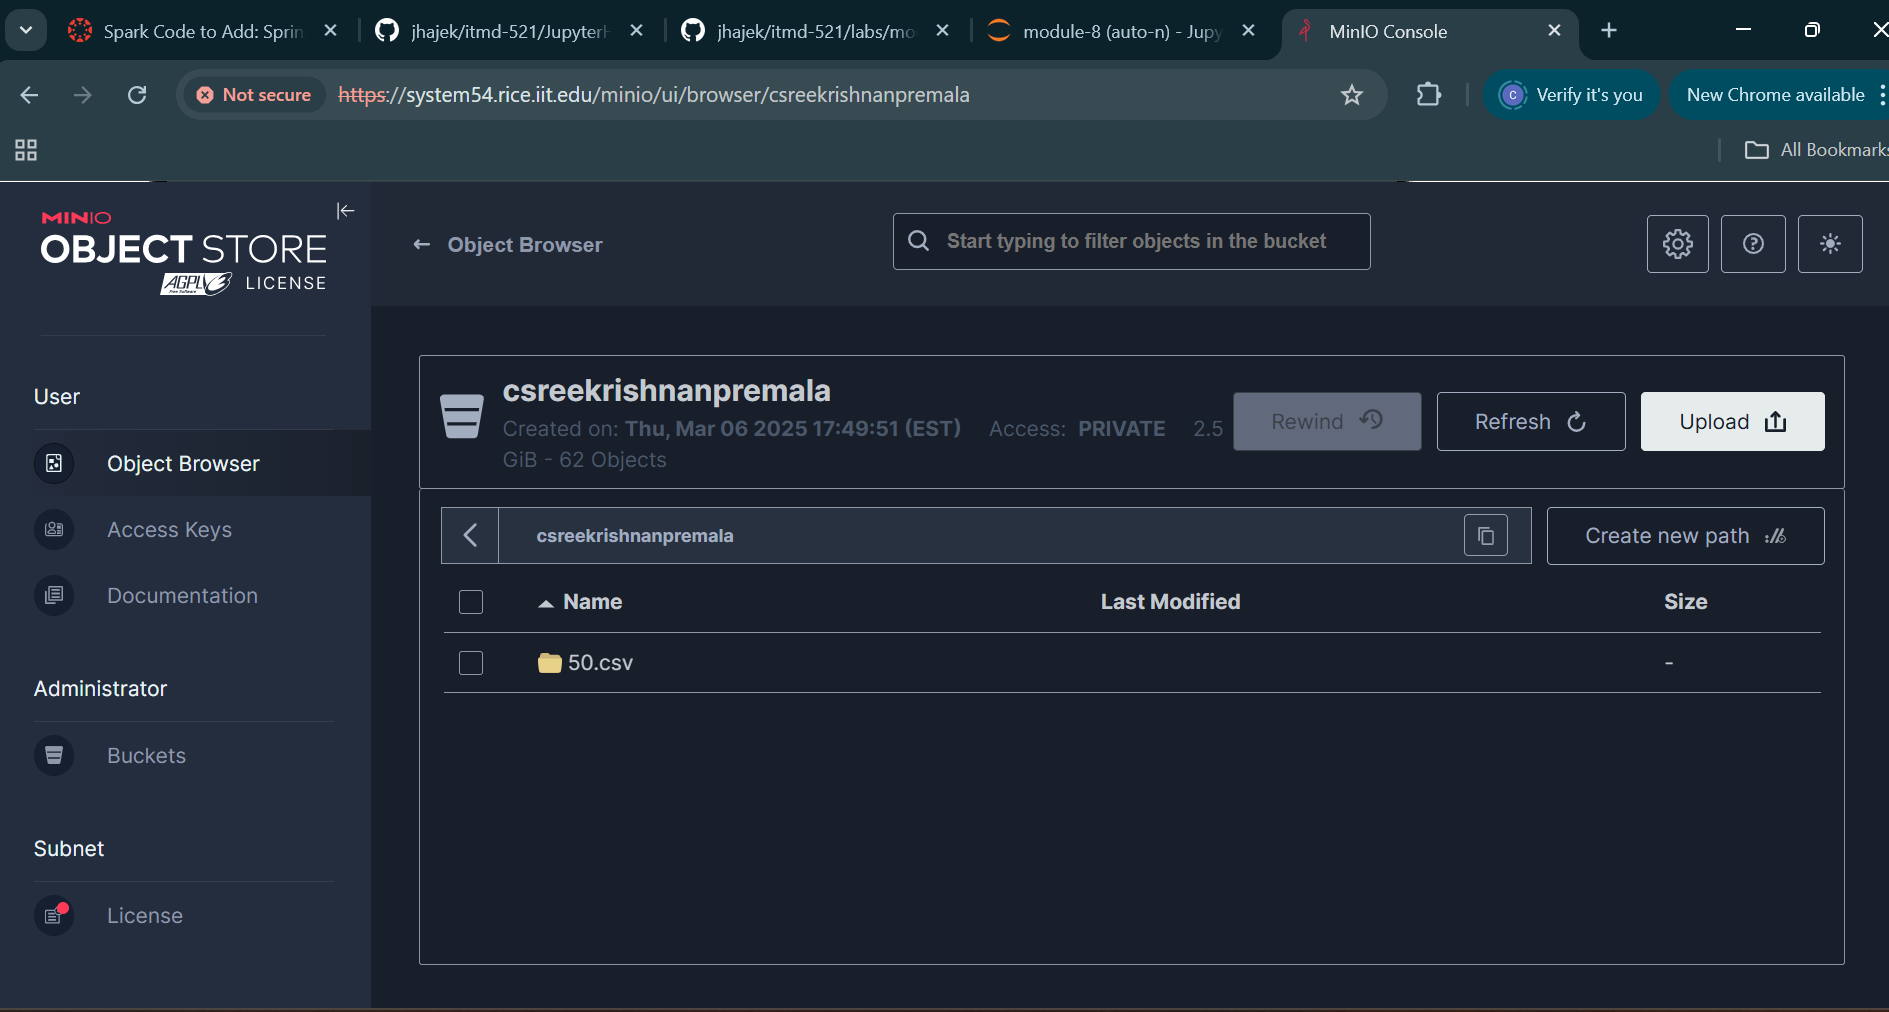 Spark Code to Add: Sprin
jhajek/itmd-521/JupyterH
jhajek/itmd-521/labs/mo
module-8 (auto-n) - Jupy
MinIO Console
Not secure
https://system54.rice.iit.edu/minio/ui/browser/csreekrishnanpremala
C
Verify it's you
New Chrome available
All Bookmarks
MINIO
OBJECT STORE
AGPL v3
Free Software
LICENSE
Object Browser
Start typing to filter objects in the bucket
User
Object Browser
Access Keys
Documentation
Administrator
Buckets
Subnet
License
csreekrishnanpremala
Created on: Thu, Mar 06 2025 17:49:51 (EST) Access: PRIVATE 2.5
GiB - 62 Objects
Rewind
Refresh
Upload
csreekrishnanpremala
Create new path
Name Last Modified Size
50.csv -